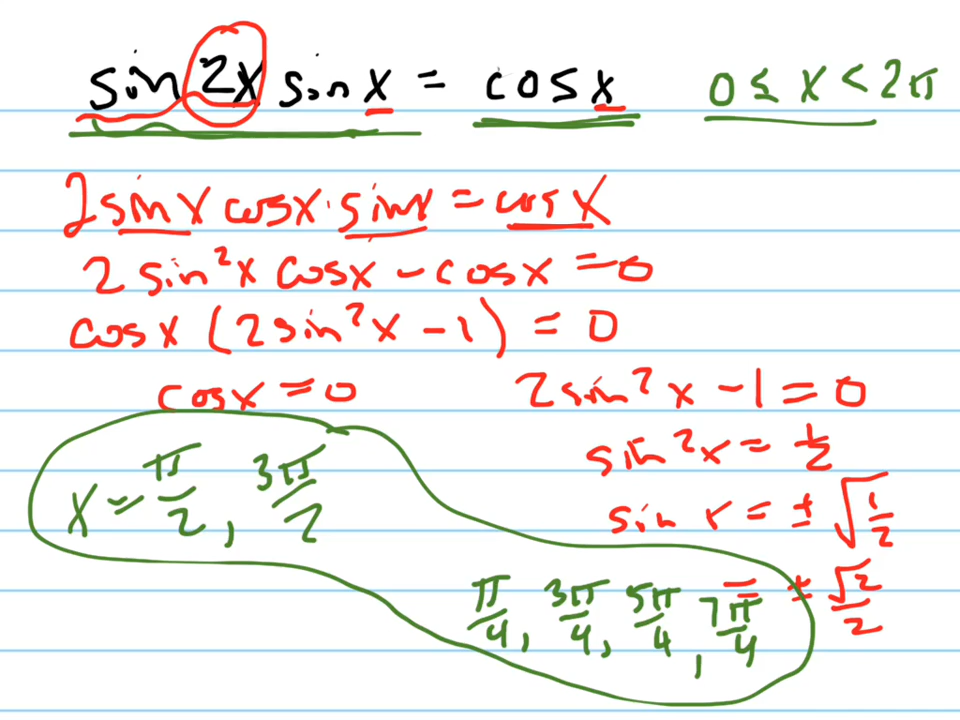 sin 2x sin x = cos x 0 ≤ x < 2π
2 sin x cos x · sin x = cos x
2 sin²x cos x − cos x = 0
cos x (2 sin²x − 1) = 0
cos x = 0 2 sin²x − 1 = 0
sin²x = 1/2
x = π/2, 3π/2 sin x = ± √(1/2)
= ± √2/2
π/4, 3π/4, 5π/4, 7π/4